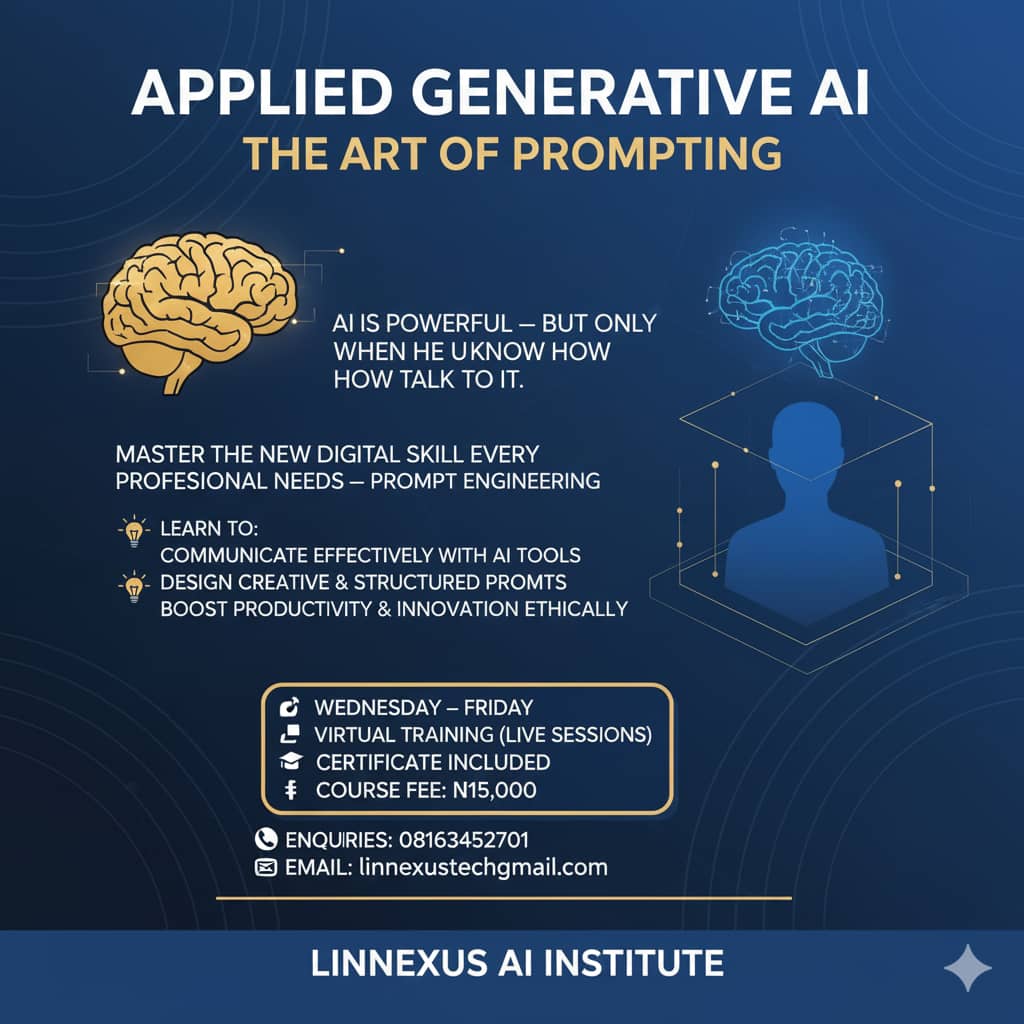 APPLIED GENERATIVE AI
THE ART OF PROMPTING
AI IS POWERFUL – BUT ONLY
WHEN HE UKNOW HOW
HOW TALK TO IT.
MASTER THE NEW DIGITAL SKILL EVERY
PROFESIONAL NEEDS – PROMPT ENGINEERING
LEARN TO:
COMMUNICATE EFFECTIVELY WITH AI TOOLS
DESIGN CREATIVE & STRUCTURED PROMTS
BOOST PRODUCTIVITY & INNOVATION ETHICALLY
WEDNESDAY – FRIDAY
VIRTUAL TRAINING (LIVE SESSIONS)
CERTIFICATE INCLUDED
COURSE FEE: N15,000
ENQUIRIES: 08163452701
EMAIL: linnexustechgmail.com
LINNEXUS AI INSTITUTE